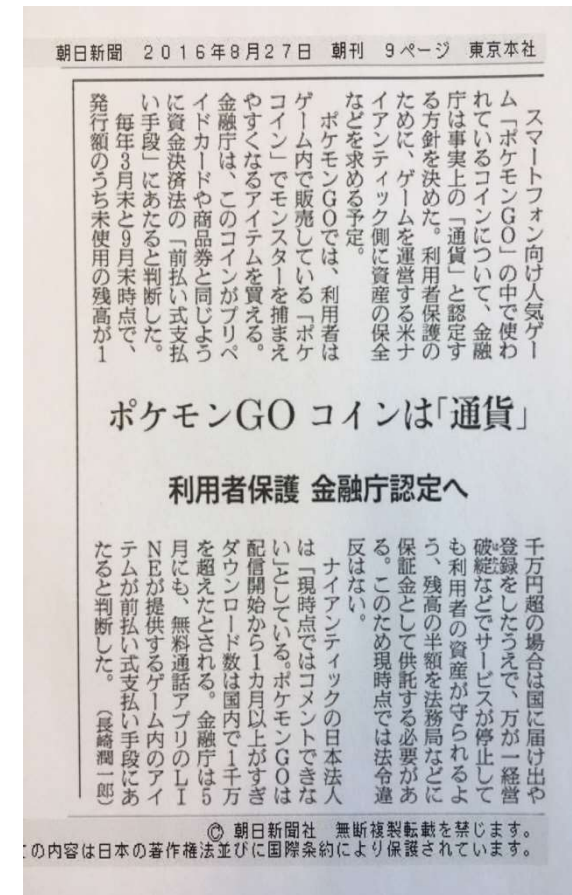 朝日新聞 2016年8月27日 朝刊 9ページ 東京本社
スマートフォン向け人気ゲー
ム「ポケモンGO」の中で使わ
れているコインについて、金融
庁は事実上の「通貨」と認定す
る方針を決めた。利用者保護の
ために、ゲームを運営する米ナ
イアンティック側に資産の保全
などを求める予定。
ポケモンGOでは、利用者は
ゲーム内で販売している「ポケ
コイン」でモンスターを捕まえ
やすくなるアイテムを買える。
金融庁は、このコインがプリペ
イドカードや商品券と同じよう
に資金決済法の「前払い式支払
い手段」にあたると判断した。
毎年3月末と9月末時点で、
発行額のうち未使用の残高が1
ポケモンGO コインは「通貨」
利用者保護 金融庁認定へ
千万円超の場合は国に届け出や
登録をしたうえで、万が一経営
破綻などでサービスが停止して
も利用者の資産が守られるよ
う、残高の半額を法務局などに
保証金として供託する必要があ
る。このため現時点では法令違
反はない。
ナイアンティックの日本法人
は「現時点ではコメントできな
い」としている。ポケモンGOは
配信開始から1カ月以上がすぎ
ダウンロード数は国内で1千万
を超えたとされる。金融庁は5
月にも、無料通話アプリのLI
NEが提供するゲーム内のアイ
テムが前払い式支払い手段にあ
たると判断した。 (長崎潤一郎)
© 朝日新聞社 無断複製転載を禁じます。
の内容は日本の著作権法並びに国際条約により保護されています。